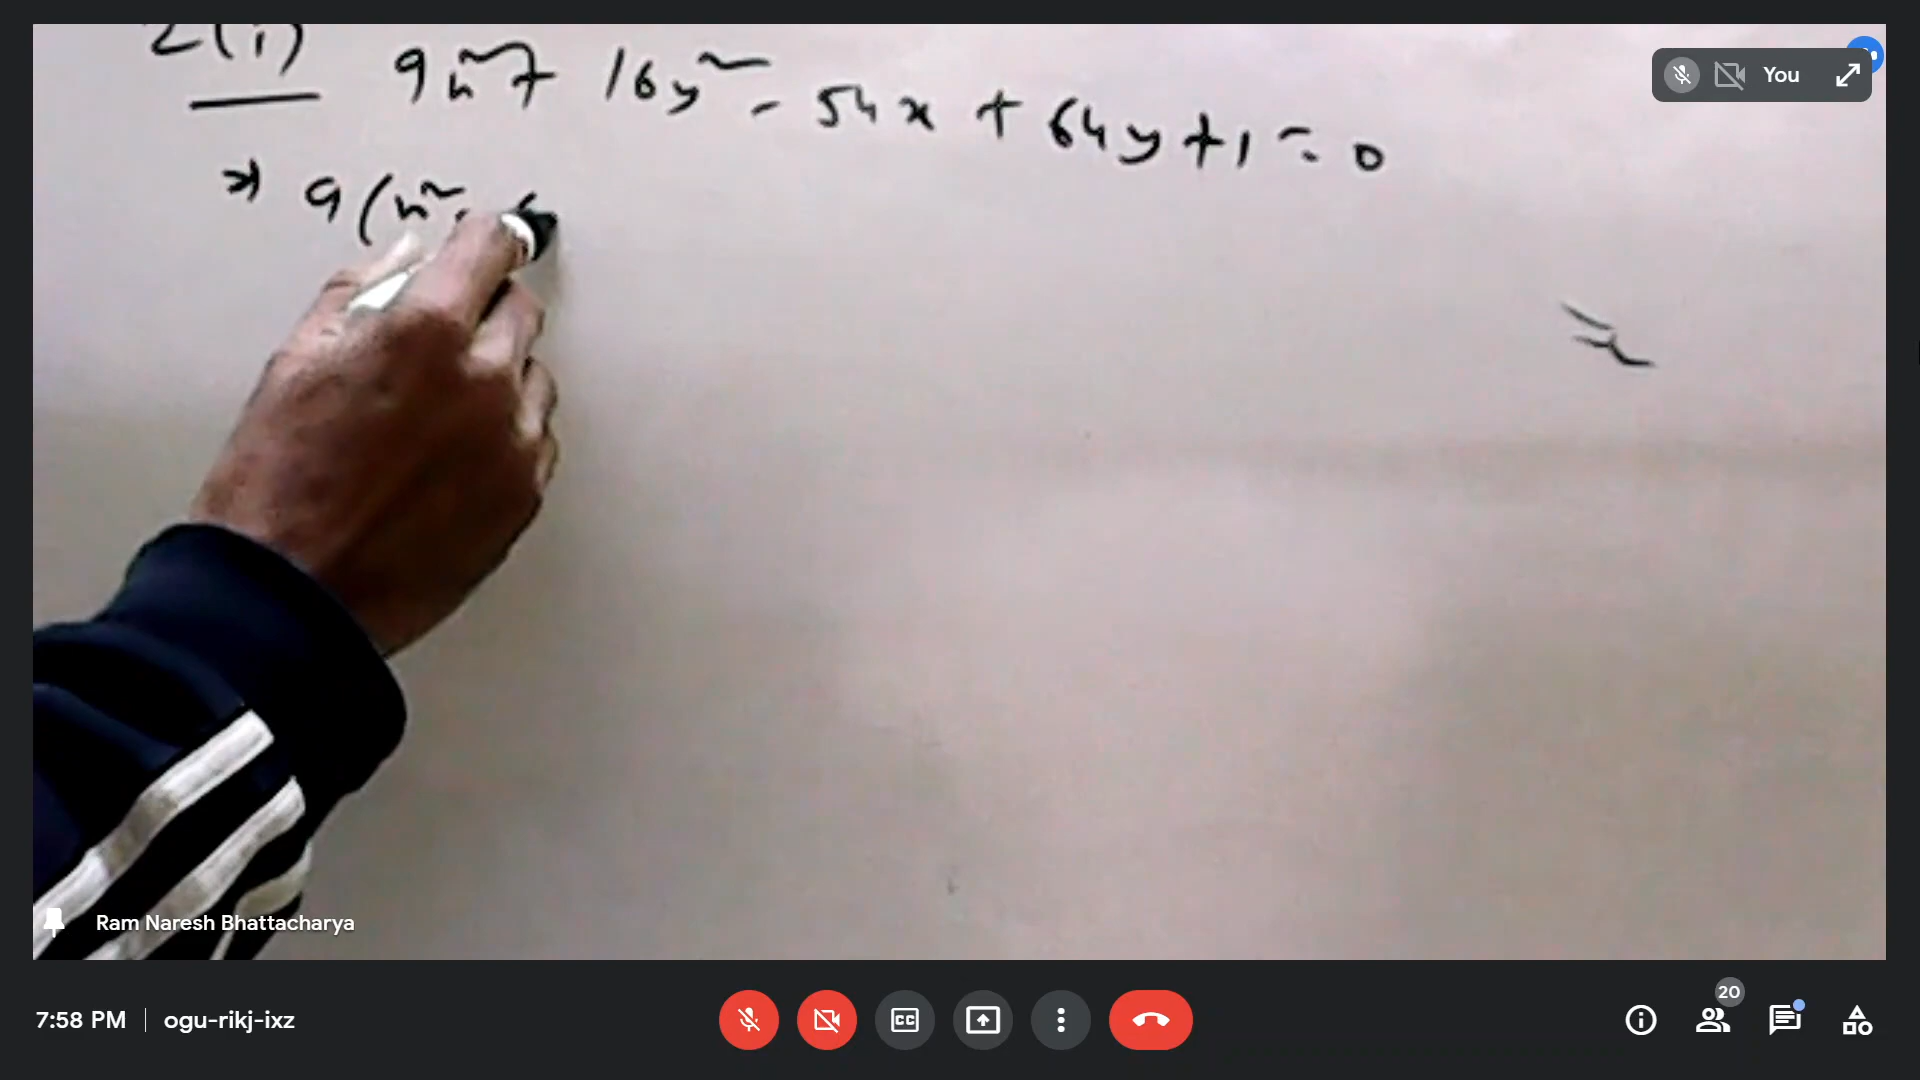 2(i) 9x² + 16y² - 54x + 64y + 1 = 0
⇒ 9(x² -
You
Ram Naresh Bhattacharya
20
7:58 PM | ogu-rikj-ixz
CC